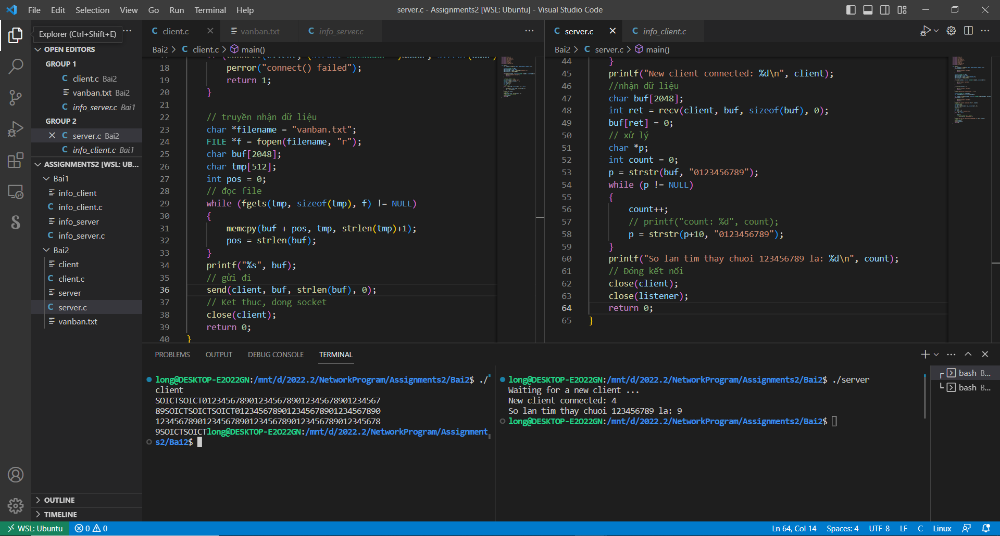 File Edit Selection View Go Run Terminal Help
server.c - Assignments2 [WSL: Ubuntu] - Visual Studio Code
Explorer (Ctrl+Shift+E)
OPEN EDITORS
GROUP 1
C client.c Bai2
vanban.txt Bai2
C info_server.c Bai1
GROUP 2
C server.c Bai2
C info_client.c Bai1
ASSIGNMENTS2 [WSL: UB...
Bai1
info_client
C info_client.c
info_server
C info_server.c
Bai2
client
C client.c
server
C server.c
vanban.txt
OUTLINE
TIMELINE
C client.c
vanban.txt
C info_server.c
Bai2 > C client.c > main()
18 perror("connect() failed");
19 return 1;
20 }
21
22 // truyền nhận dữ liệu
23 char *filename = "vanban.txt";
24 FILE *f = fopen(filename, "r");
25 char buf[2048];
26 char tmp[512];
27 int pos = 0;
28 // đọc file
29 while (fgets(tmp, sizeof(tmp), f) != NULL)
30 {
31 memcpy(buf + pos, tmp, strlen(tmp)+1);
32 pos = strlen(buf);
33 }
34 printf("%s", buf);
35 // gửi đi
36 send(client, buf, strlen(buf), 0);
37 // Ket thuc, dong socket
38 close(client);
39 return 0;
40 }
C server.c
C info_client.c
Bai2 > C server.c > main()
44 }
45 printf("New client connected: %d\n", client);
46 //nhận dữ liệu
47 char buf[2048];
48 int ret = recv(client, buf, sizeof(buf), 0);
49 buf[ret] = 0;
50 // xử lý
51 char *p;
52 int count = 0;
53 p = strstr(buf, "0123456789");
54 while (p != NULL)
55 {
56 count++;
57 // printf("count: %d", count);
58 p = strstr(p+10, "0123456789");
59 }
60 printf("So lan tim thay chuoi 123456789 la: %d\n", count);
61 // Đóng kết nối
62 close(client);
63 close(listener);
64 return 0;
65 }
PROBLEMS OUTPUT DEBUG CONSOLE TERMINAL
long@DESKTOP-E2O22GN:/mnt/d/2022.2/NetworkProgram/Assignments2/Bai2$ ./
client
SOICTSOICT0123456789012345678901234567890123 4567
89SOICTSOICTSOICT0123456789012345678901234567890
123456789012345678901234567890123456789012345678
9SOICTSOICTlong@DESKTOP-E2O22GN:/mnt/d/2022.2/NetworkProgram/Assignment
s2/Bai2$
long@DESKTOP-E2O22GN:/mnt/d/2022.2/NetworkProgram/Assignments2/Bai2$ ./server
Waiting for a new client ...
New client connected: 4
So lan tim thay chuoi 123456789 la: 9
long@DESKTOP-E2O22GN:/mnt/d/2022.2/NetworkProgram/Assignments2/Bai2$
bash B...
bash B...
WSL: Ubuntu 0 0
Ln 64, Col 14 Spaces: 4 UTF-8 LF C Linux